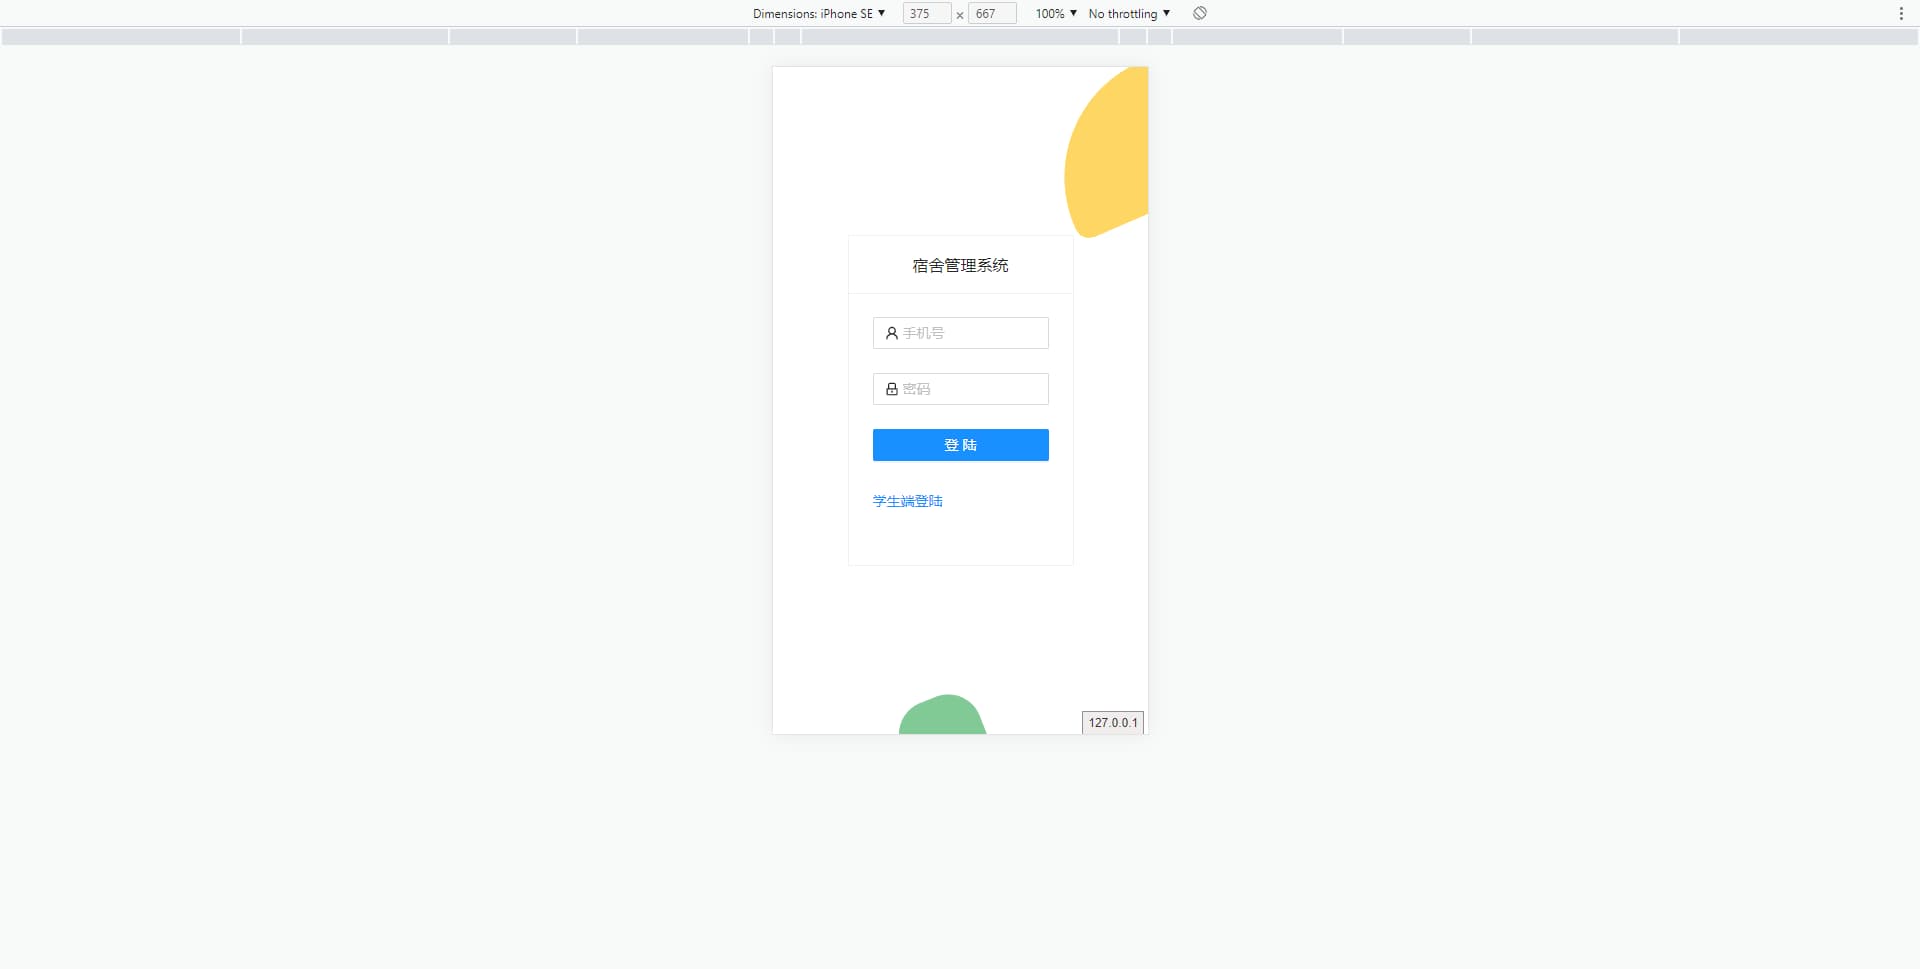 Dimensions: iPhone SE ▼ 375 × 667 100% ▼ No throttling ▼
宿舍管理系统
手机号
密码
登 陆
学生端登陆
127.0.0.1